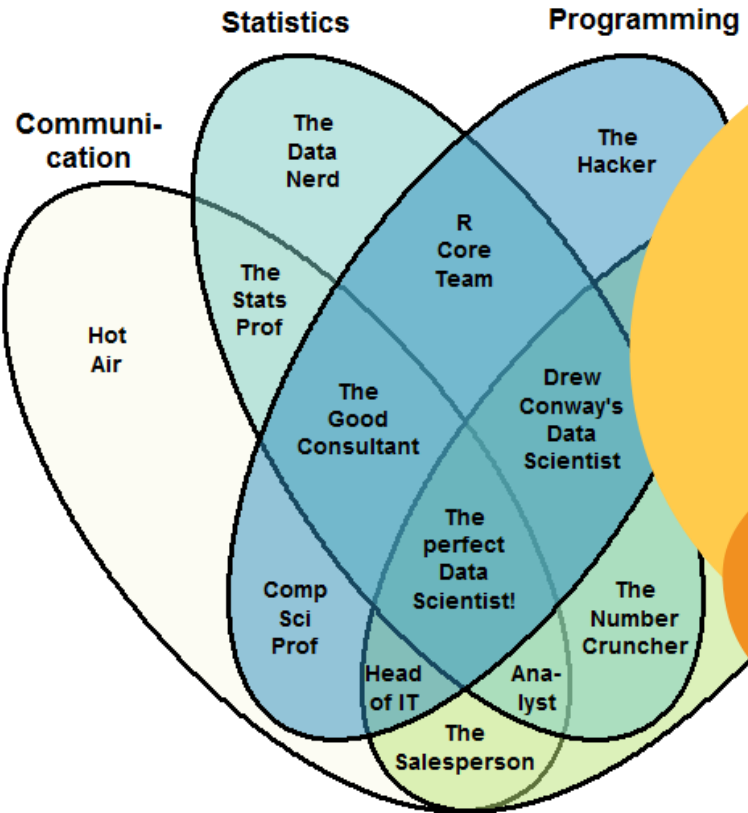 Statistics
Programming
Communi-
cation
The
Data
Nerd
The
Hacker
R
Core
Team
The
Stats
Prof
Hot
Air
The
Good
Consultant
Drew
Conway's
Data
Scientist
The
perfect
Data
Scientist!
Comp
Sci
Prof
The
Number
Cruncher
Head
of IT
Ana-
lyst
The
Salesperson